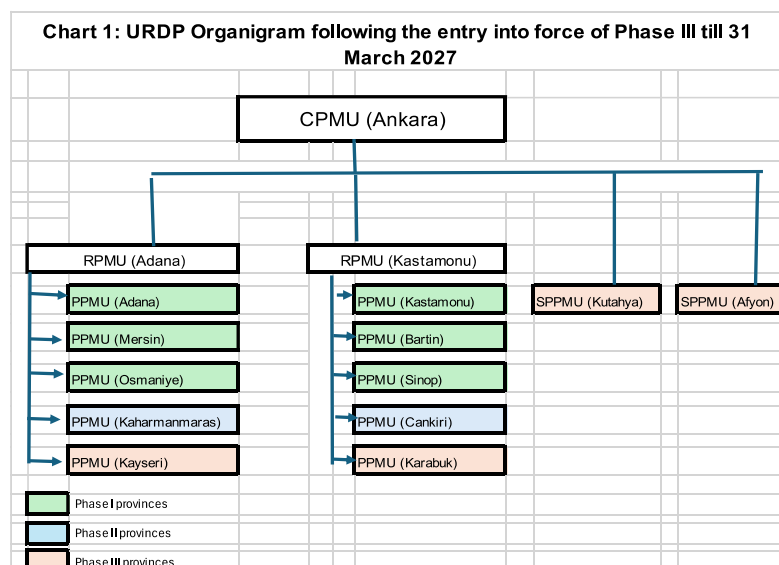 Chart 1: URDP Organigram following the entry into force of Phase III till 31
March 2027
CPMU (Ankara)
RPMU (Adana)
RPMU (Kastamonu)
PPMU (Adana)
PPMU (Kastamonu)
SPPMU (Kutahya)
SPPMU (Afyon)
PPMU (Mersin)
PPMU (Bartin)
PPMU (Osmaniye)
PPMU (Sinop)
PPMU (Kaharmanmaras)
PPMU (Cankiri)
PPMU (Kayseri)
PPMU (Karabuk)
Phase I provinces
Phase II provinces
Phase III provinces